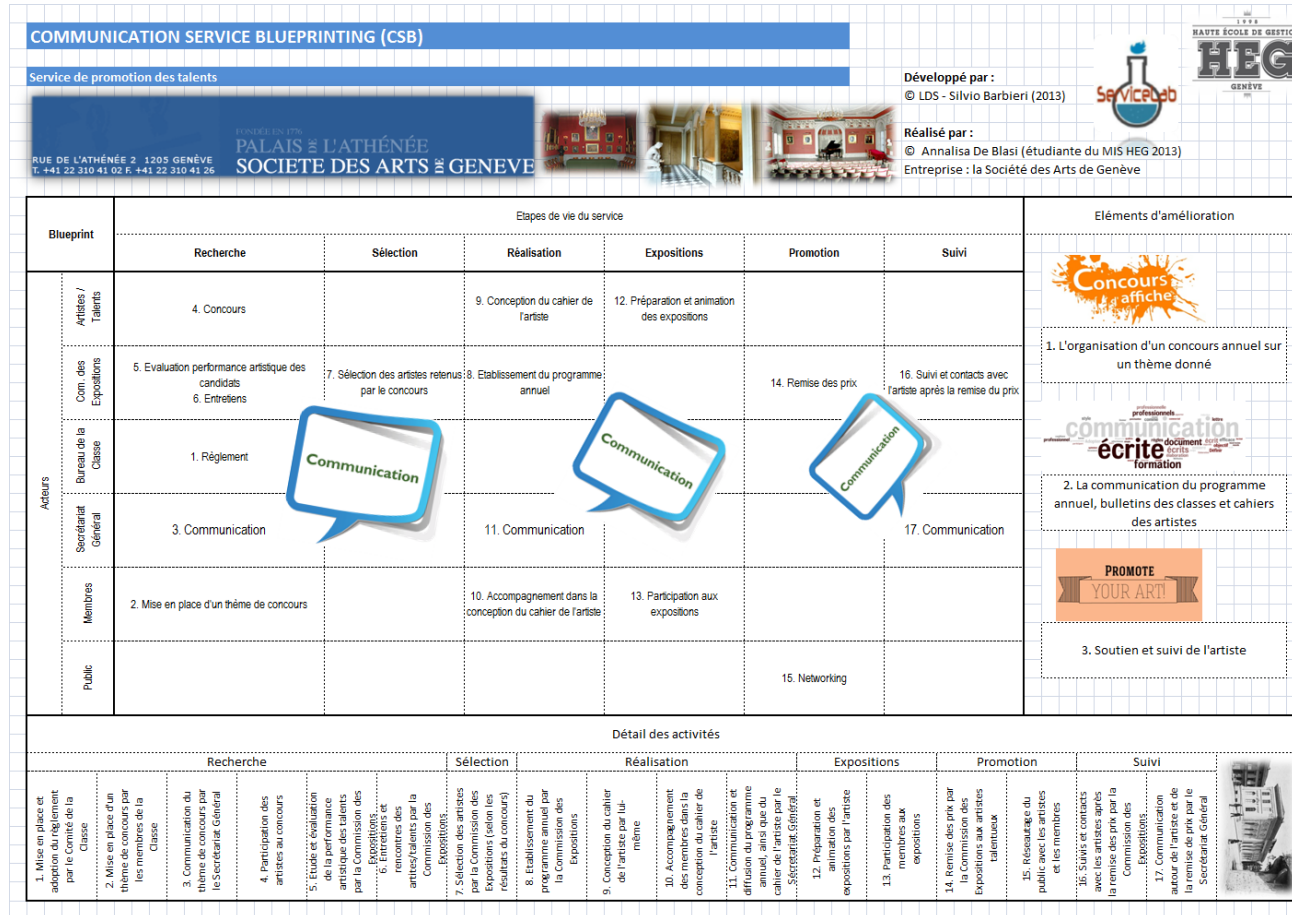 COMMUNICATION SERVICE BLUEPRINTING (CSB)
Service de promotion des talents
RUE DE L'ATHÉNÉE 2 1205 GENÈVE
T. +41 22 310 41 02 F. +41 22 310 41 26
FONDÉE EN 1776
PALAIS DE L'ATHÉNÉE
SOCIETE DES ARTS DE GENEVE
Développé par :
© LDS - Silvio Barbieri (2013)
Réalisé par :
© Annalisa De Blasi (étudiante du MIS HEG 2013)
Entreprise : la Société des Arts de Genève
ServiceLab
1998
HAUTE ÉCOLE DE GESTIO
HEG
GENÈVE
Blueprint
Etapes de vie du service
Recherche
Sélection
Réalisation
Expositions
Promotion
Suivi
Eléments d'amélioration
Acteurs
Artistes /
Talents
4. Concours
9. Conception du cahier de
l'artiste
12. Préparation et animation
des expositions
Com. des
Expositions
5. Evaluation performance artistique des
candidats
6. Entretiens
7. Sélection des artistes retenus
par le concours
8. Etablissement du programme
annuel
14. Remise des prix
16. Suivi et contacts avec
l'artiste après la remise du prix
Bureau de la
Classe
1. Réglement
Communication
Communication
Communication
Secrétariat
Général
3. Communication
11. Communication
17. Communication
Membres
2. Mise en place d'un thème de concours
10. Accompagnement dans la
conception du cahier de l'artiste
13. Participation aux
expositions
Public
15. Networking
Concours
affiche
1. L'organisation d'un concours annuel sur
un thème donné
professionnels
communication
écrite
document
écrits
formation
2. La communication du programme
annuel, bulletins des classes et cahiers
des artistes
PROMOTE
YOUR ART!
3. Soutien et suivi de l'artiste
Détail des activités
Recherche
Sélection
Réalisation
Expositions
Promotion
Suivi
1. Mise en place et
adoption du règlement
par le Comité de la
Classe
2. Mise en place d'un
thème de concours par
les membres de la
Classe
3. Communication du
thème de concours par
le Secrétariat Général
4. Participation des
artistes au concours
5. Etude et évaluation
de la performance
artistique des talents
par la Commission des
Expositions
6. Entretiens et
rencontres des
artites/talents par la
Commission des
Expositions
7. Sélection des artistes
par la Commission des
Expositions (selon les
résultats du concours)
8. Etablissement du
programme annuel par
la Commission des
Expositions
9. Conception du cahier
de l'artiste par lui-
même
10. Accompagnement
des membres dans la
conception du cahier de
l'artiste
11. Communication et
diffusion du programme
annuel, ainsi que du
cahier de l'artiste par le
Sécretariat Général
12. Préparation et
animation des
expositions par l'artiste
13. Participation des
membres aux
expositions
14. Remise des prix par
la Commission des
Expositions aux artistes
talentueux
15. Réseautage du
public avec les artistes
et les membres
16. Suivis et contacts
avec les artistes après
la remise des prix par la
Commission des
Expositions
17. Communication
autour de l'artiste et de
la remise de prix par le
Secrétariat Général